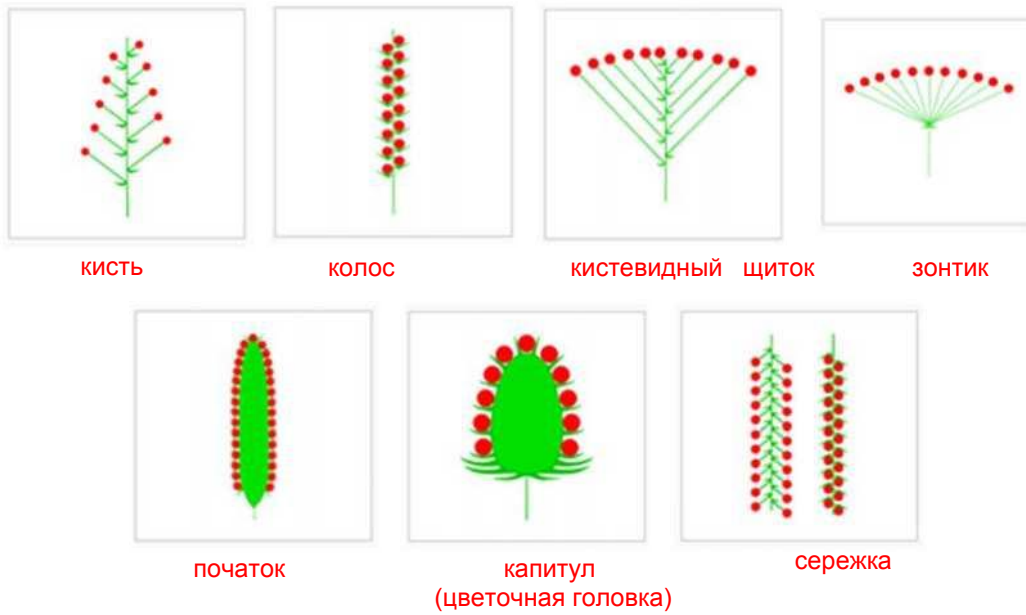 кисть
колос
кистевидный щиток
зонтик
початок
капитул
(цветочная головка)
сережка